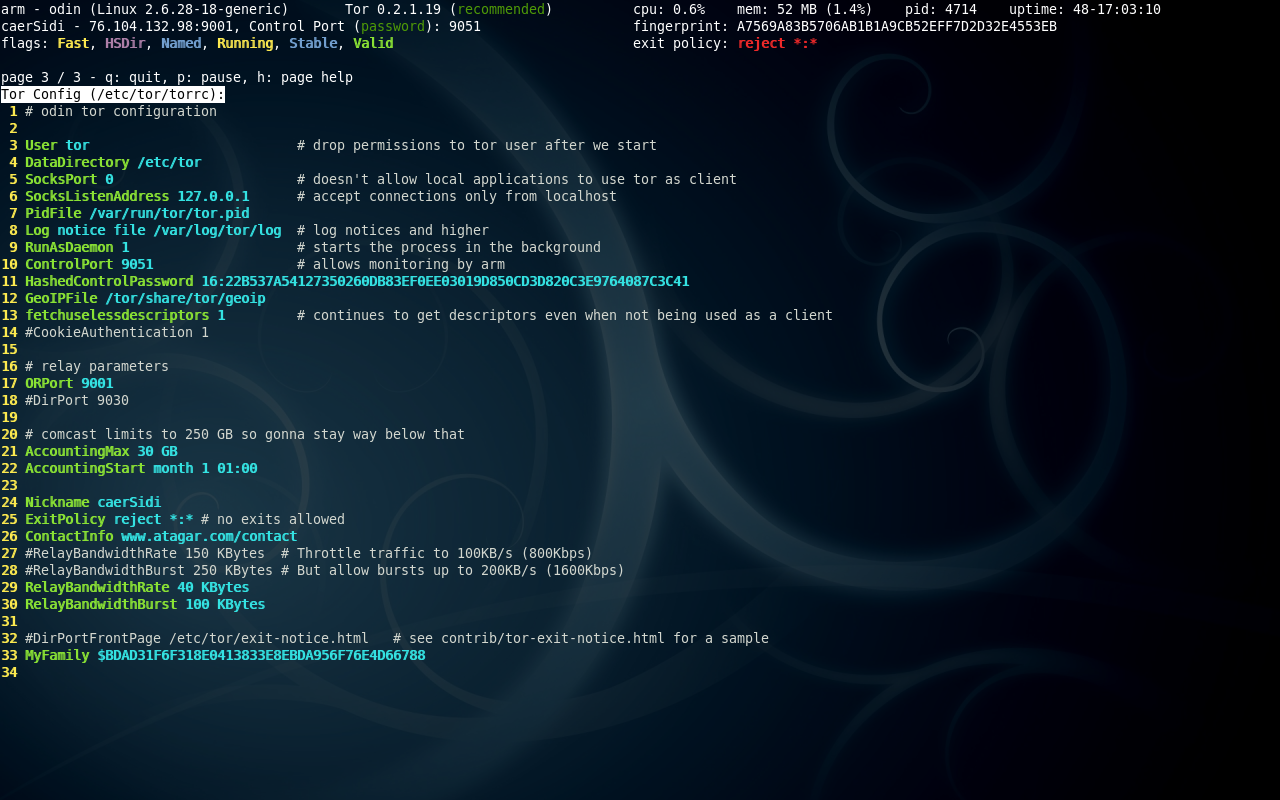 arm - odin (Linux 2.6.28-18-generic)       Tor 0.2.1.19 (recommended)          cpu: 0.6%    mem: 52 MB (1.4%)    pid: 4714    uptime: 48-17:03:10
caerSidi - 76.104.132.98:9001, Control Port (password): 9051                   fingerprint: A7569A83B5706AB1B1A9CB52EFF7D2D32E4553EB
flags: Fast, HSDir, Named, Running, Stable, Valid                              exit policy: reject *:*
page 3 / 3 - q: quit, p: pause, h: page help
Tor Config (/etc/tor/torrc):
1 # odin tor configuration
2
3 User tor                          # drop permissions to tor user after we start
4 DataDirectory /etc/tor
5 SocksPort 0                       # doesn't allow local applications to use tor as client
6 SocksListenAddress 127.0.0.1      # accept connections only from localhost
7 PidFile /var/run/tor/tor.pid
8 Log notice file /var/log/tor/log  # log notices and higher
9 RunAsDaemon 1                     # starts the process in the background
10 ControlPort 9051                  # allows monitoring by arm
11 HashedControlPassword 16:22B537A54127350260DB83EF0EE03019D850CD3D820C3E9764087C3C41
12 GeoIPFile /tor/share/tor/geoip
13 fetchuselessdescriptors 1         # continues to get descriptors even when not being used as a client
14 #CookieAuthentication 1
15
16 # relay parameters
17 ORPort 9001
18 #DirPort 9030
19
20 # comcast limits to 250 GB so gonna stay way below that
21 AccountingMax 30 GB
22 AccountingStart month 1 01:00
23
24 Nickname caerSidi
25 ExitPolicy reject *:* # no exits allowed
26 ContactInfo www.atagar.com/contact
27 #RelayBandwidthRate 150 KBytes  # Throttle traffic to 100KB/s (800Kbps)
28 #RelayBandwidthBurst 250 KBytes # But allow bursts up to 200KB/s (1600Kbps)
29 RelayBandwidthRate 40 KBytes
30 RelayBandwidthBurst 100 KBytes
31
32 #DirPortFrontPage /etc/tor/exit-notice.html   # see contrib/tor-exit-notice.html for a sample
33 MyFamily $BDAD31F6F318E0413833E8EBDA956F76E4D66788
34